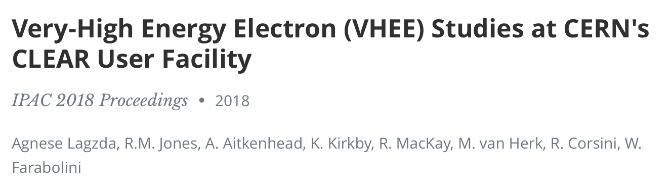 Very-High Energy Electron (VHEE) Studies at CERN's
CLEAR User Facility
IPAC 2018 Proceedings • 2018
Agnese Lagzda, R.M. Jones, A. Aitkenhead, K. Kirkby, R. MacKay, M. van Herk, R. Corsini, W.
Farabolini